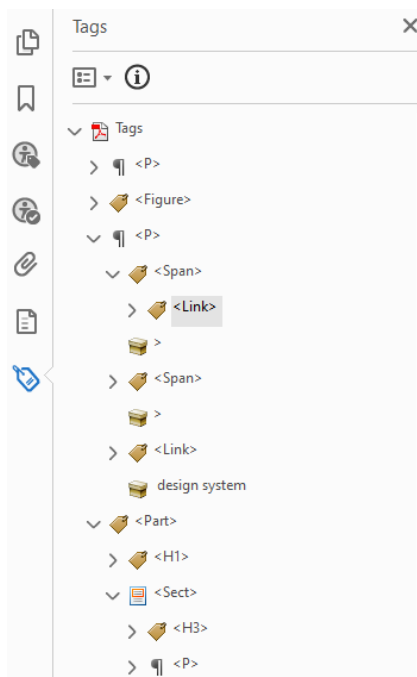 Tags
Tags
<P>
<Figure>
<P>
<Span>
<Link>
>
<Span>
>
<Link>
design system
<Part>
<H1>
<Sect>
<H3>
<P>